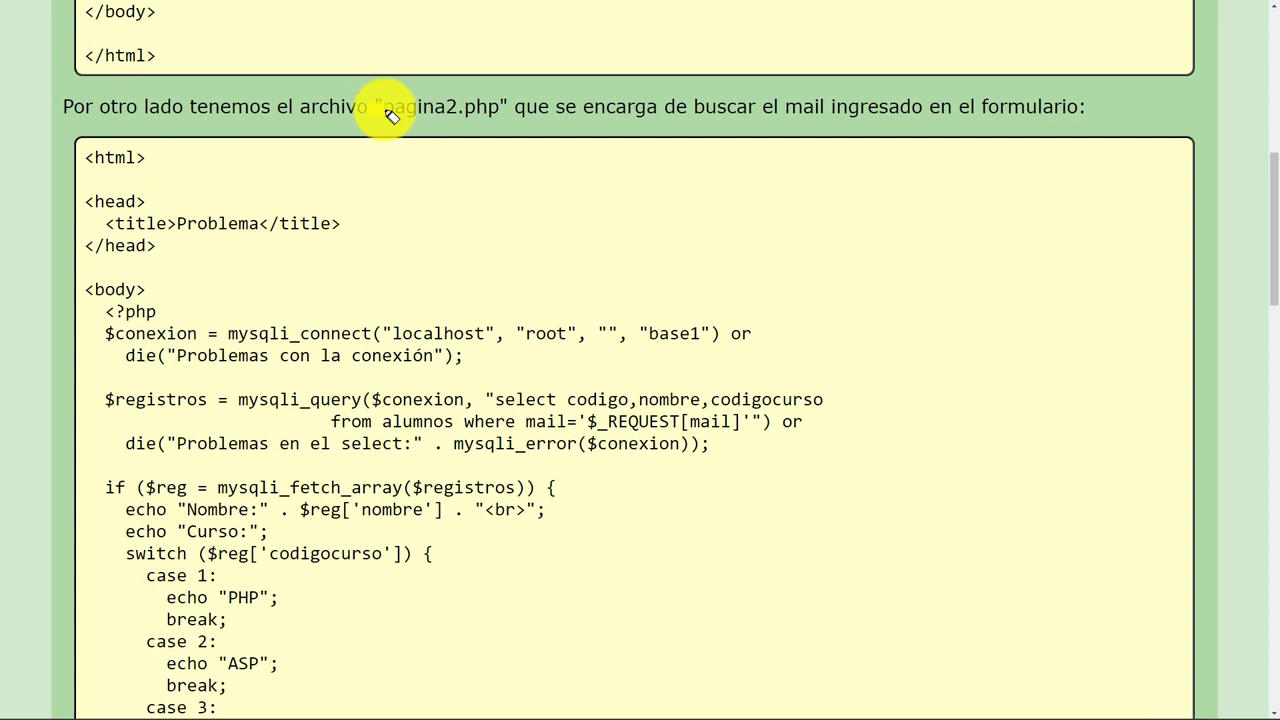 </body>
</html>
Por otro lado tenemos el archivo "pagina2.php" que se encarga de buscar el mail ingresado en el formulario:
<html>
<head>
<title>Problema</title>
</head>
<body>
<?php
$conexion = mysqli_connect("localhost", "root", "", "base1") or
die("Problemas con la conexión");
$registros = mysqli_query($conexion, "select codigo,nombre,codigocurso
from alumnos where mail='$_REQUEST[mail]'") or
die("Problemas en el select:" . mysqli_error($conexion));
if ($reg = mysqli_fetch_array($registros)) {
echo "Nombre:" . $reg['nombre'] . "<br>";
echo "Curso:";
switch ($reg['codigocurso']) {
case 1:
echo "PHP";
break;
case 2:
echo "ASP";
break;
case 3: